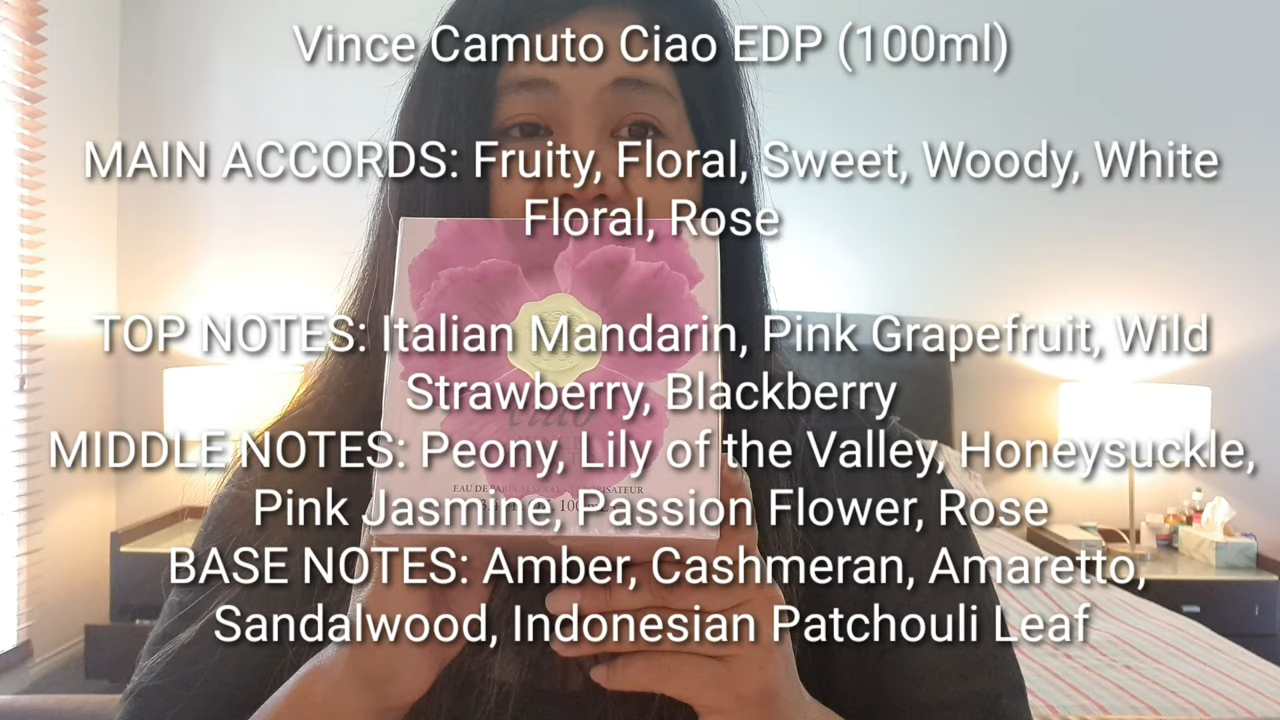 Vince Camuto Ciao EDP (100ml)
MAIN ACCORDS: Fruity, Floral, Sweet, Woody, White
Floral, Rose
TOP NOTES: Italian Mandarin, Pink Grapefruit, Wild
Strawberry, Blackberry
ciao
MIDDLE NOTES: Peony, Lily of the Valley, Honeysuckle,
EAU DE PARFUM SPRAY
Pink Jasmine, Passion Flower, Rose
BASE NOTES: Amber, Cashmeran, Amaretto,
Sandalwood, Indonesian Patchouli Leaf